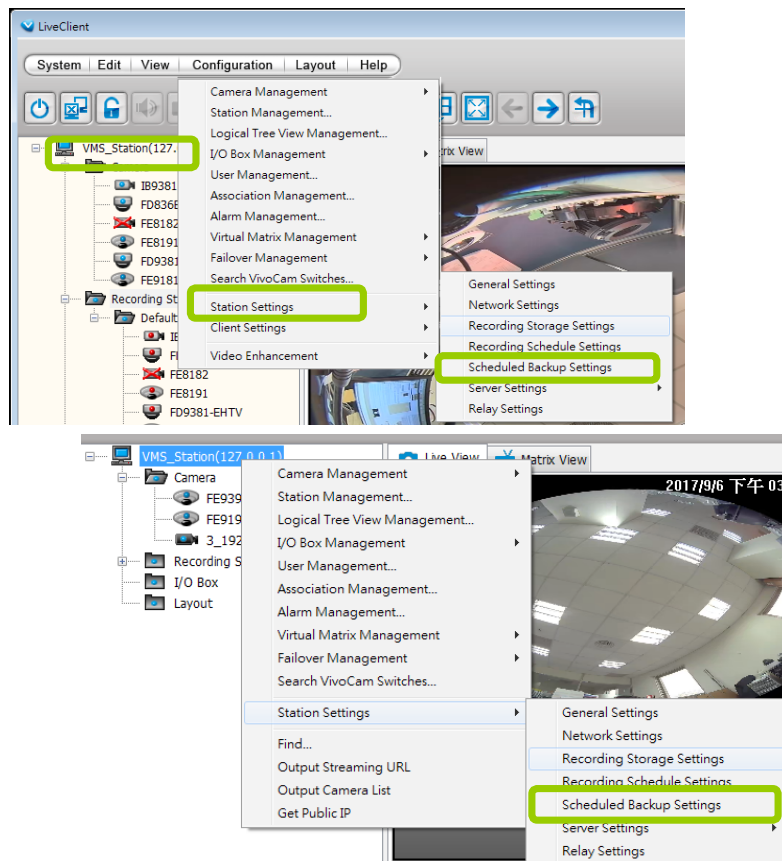 LiveClient
System Edit View Configuration Layout Help
Camera Management
Station Management...
Logical Tree View Management...
I/O Box Management
User Management...
Association Management...
Alarm Management...
Virtual Matrix Management
Failover Management
Search VivoCam Switches...
Station Settings
Client Settings
Video Enhancement
VMS_Station(127.
IB9381
FD836
FE8182
FE8191
FD9381
FE9181
Recording St
Default
FE8182
FE8191
FD9381-EHTV
View
General Settings
Network Settings
Recording Storage Settings
Recording Schedule Settings
Scheduled Backup Settings
Server Settings
Relay Settings
VMS_Station(127.0.0.1)
Camera
FE939
FE919
3_192
Recording S
I/O Box
Layout
Live View
Matrix View
2017/9/6 下午 03
Camera Management
Station Management...
Logical Tree View Management...
I/O Box Management
User Management...
Association Management...
Alarm Management...
Virtual Matrix Management
Failover Management
Search VivoCam Switches...
Station Settings
Find...
Output Streaming URL
Output Camera List
Get Public IP
General Settings
Network Settings
Recording Storage Settings
Recording Schedule Settings
Scheduled Backup Settings
Server Settings
Relay Settings